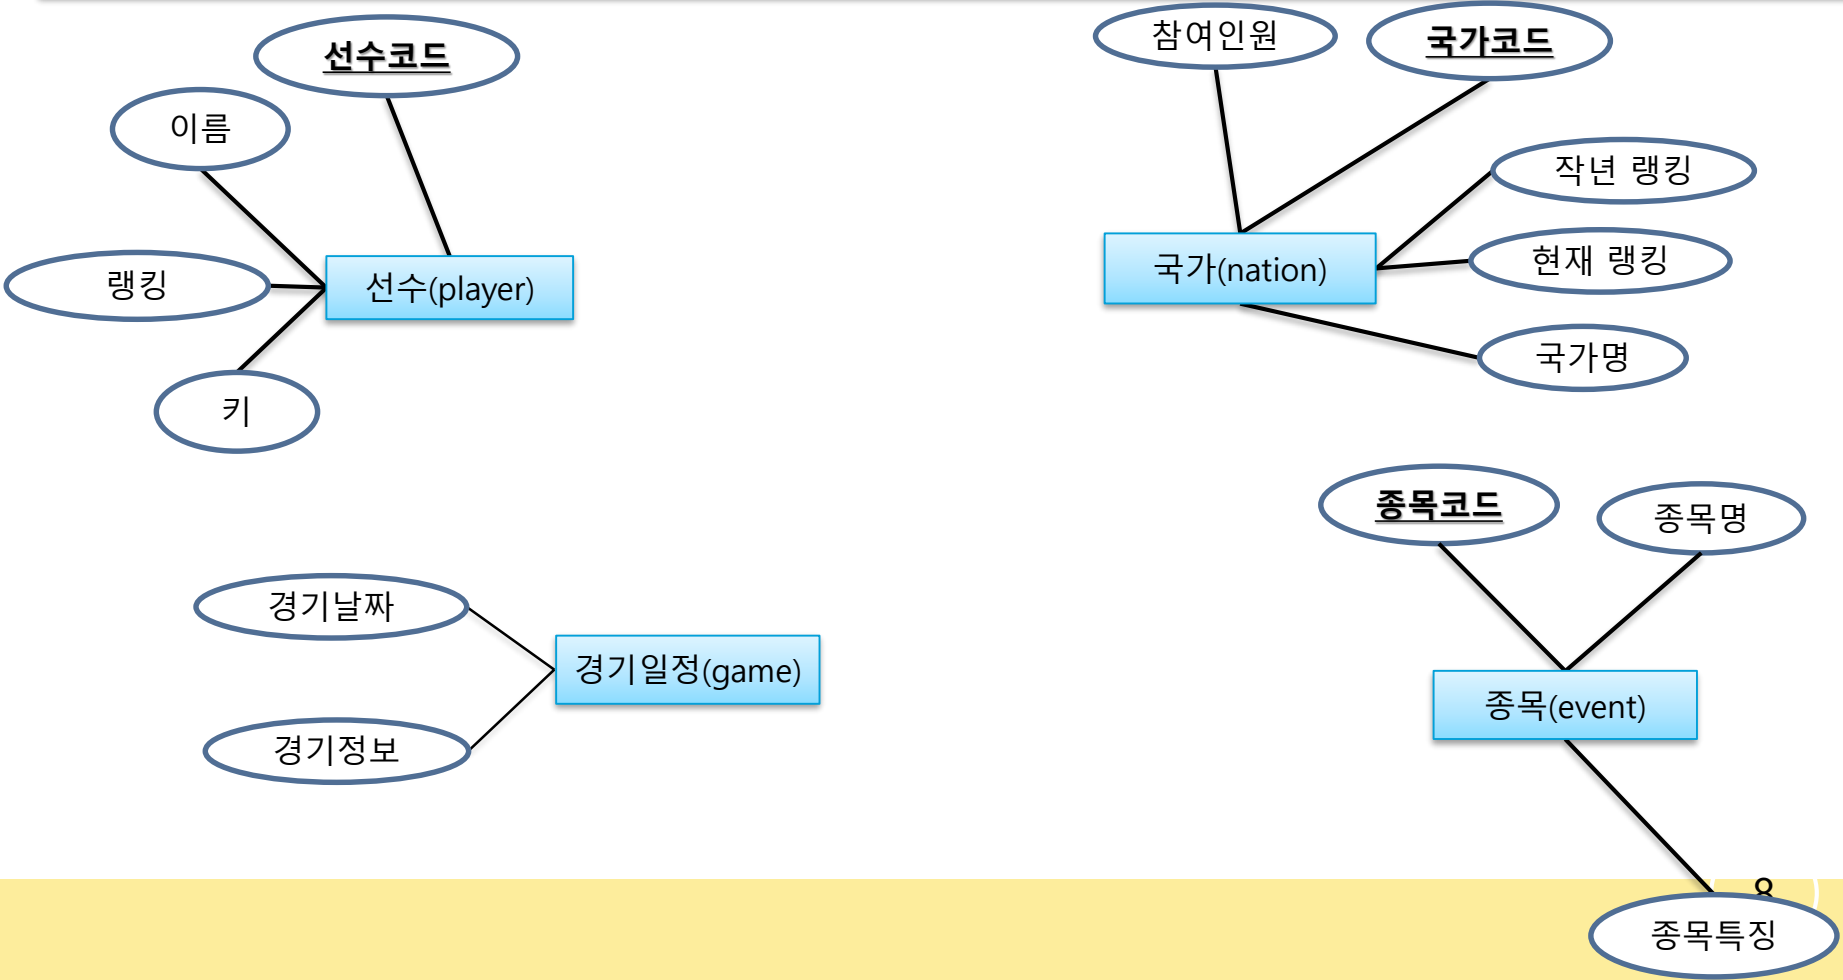 선수코드
이름
랭킹
선수(player)
키
참여인원
국가코드
작년 랭킹
현재 랭킹
국가(nation)
국가명
종목코드
종목명
종목(event)
종목특징
경기날짜
경기일정(game)
경기정보
8